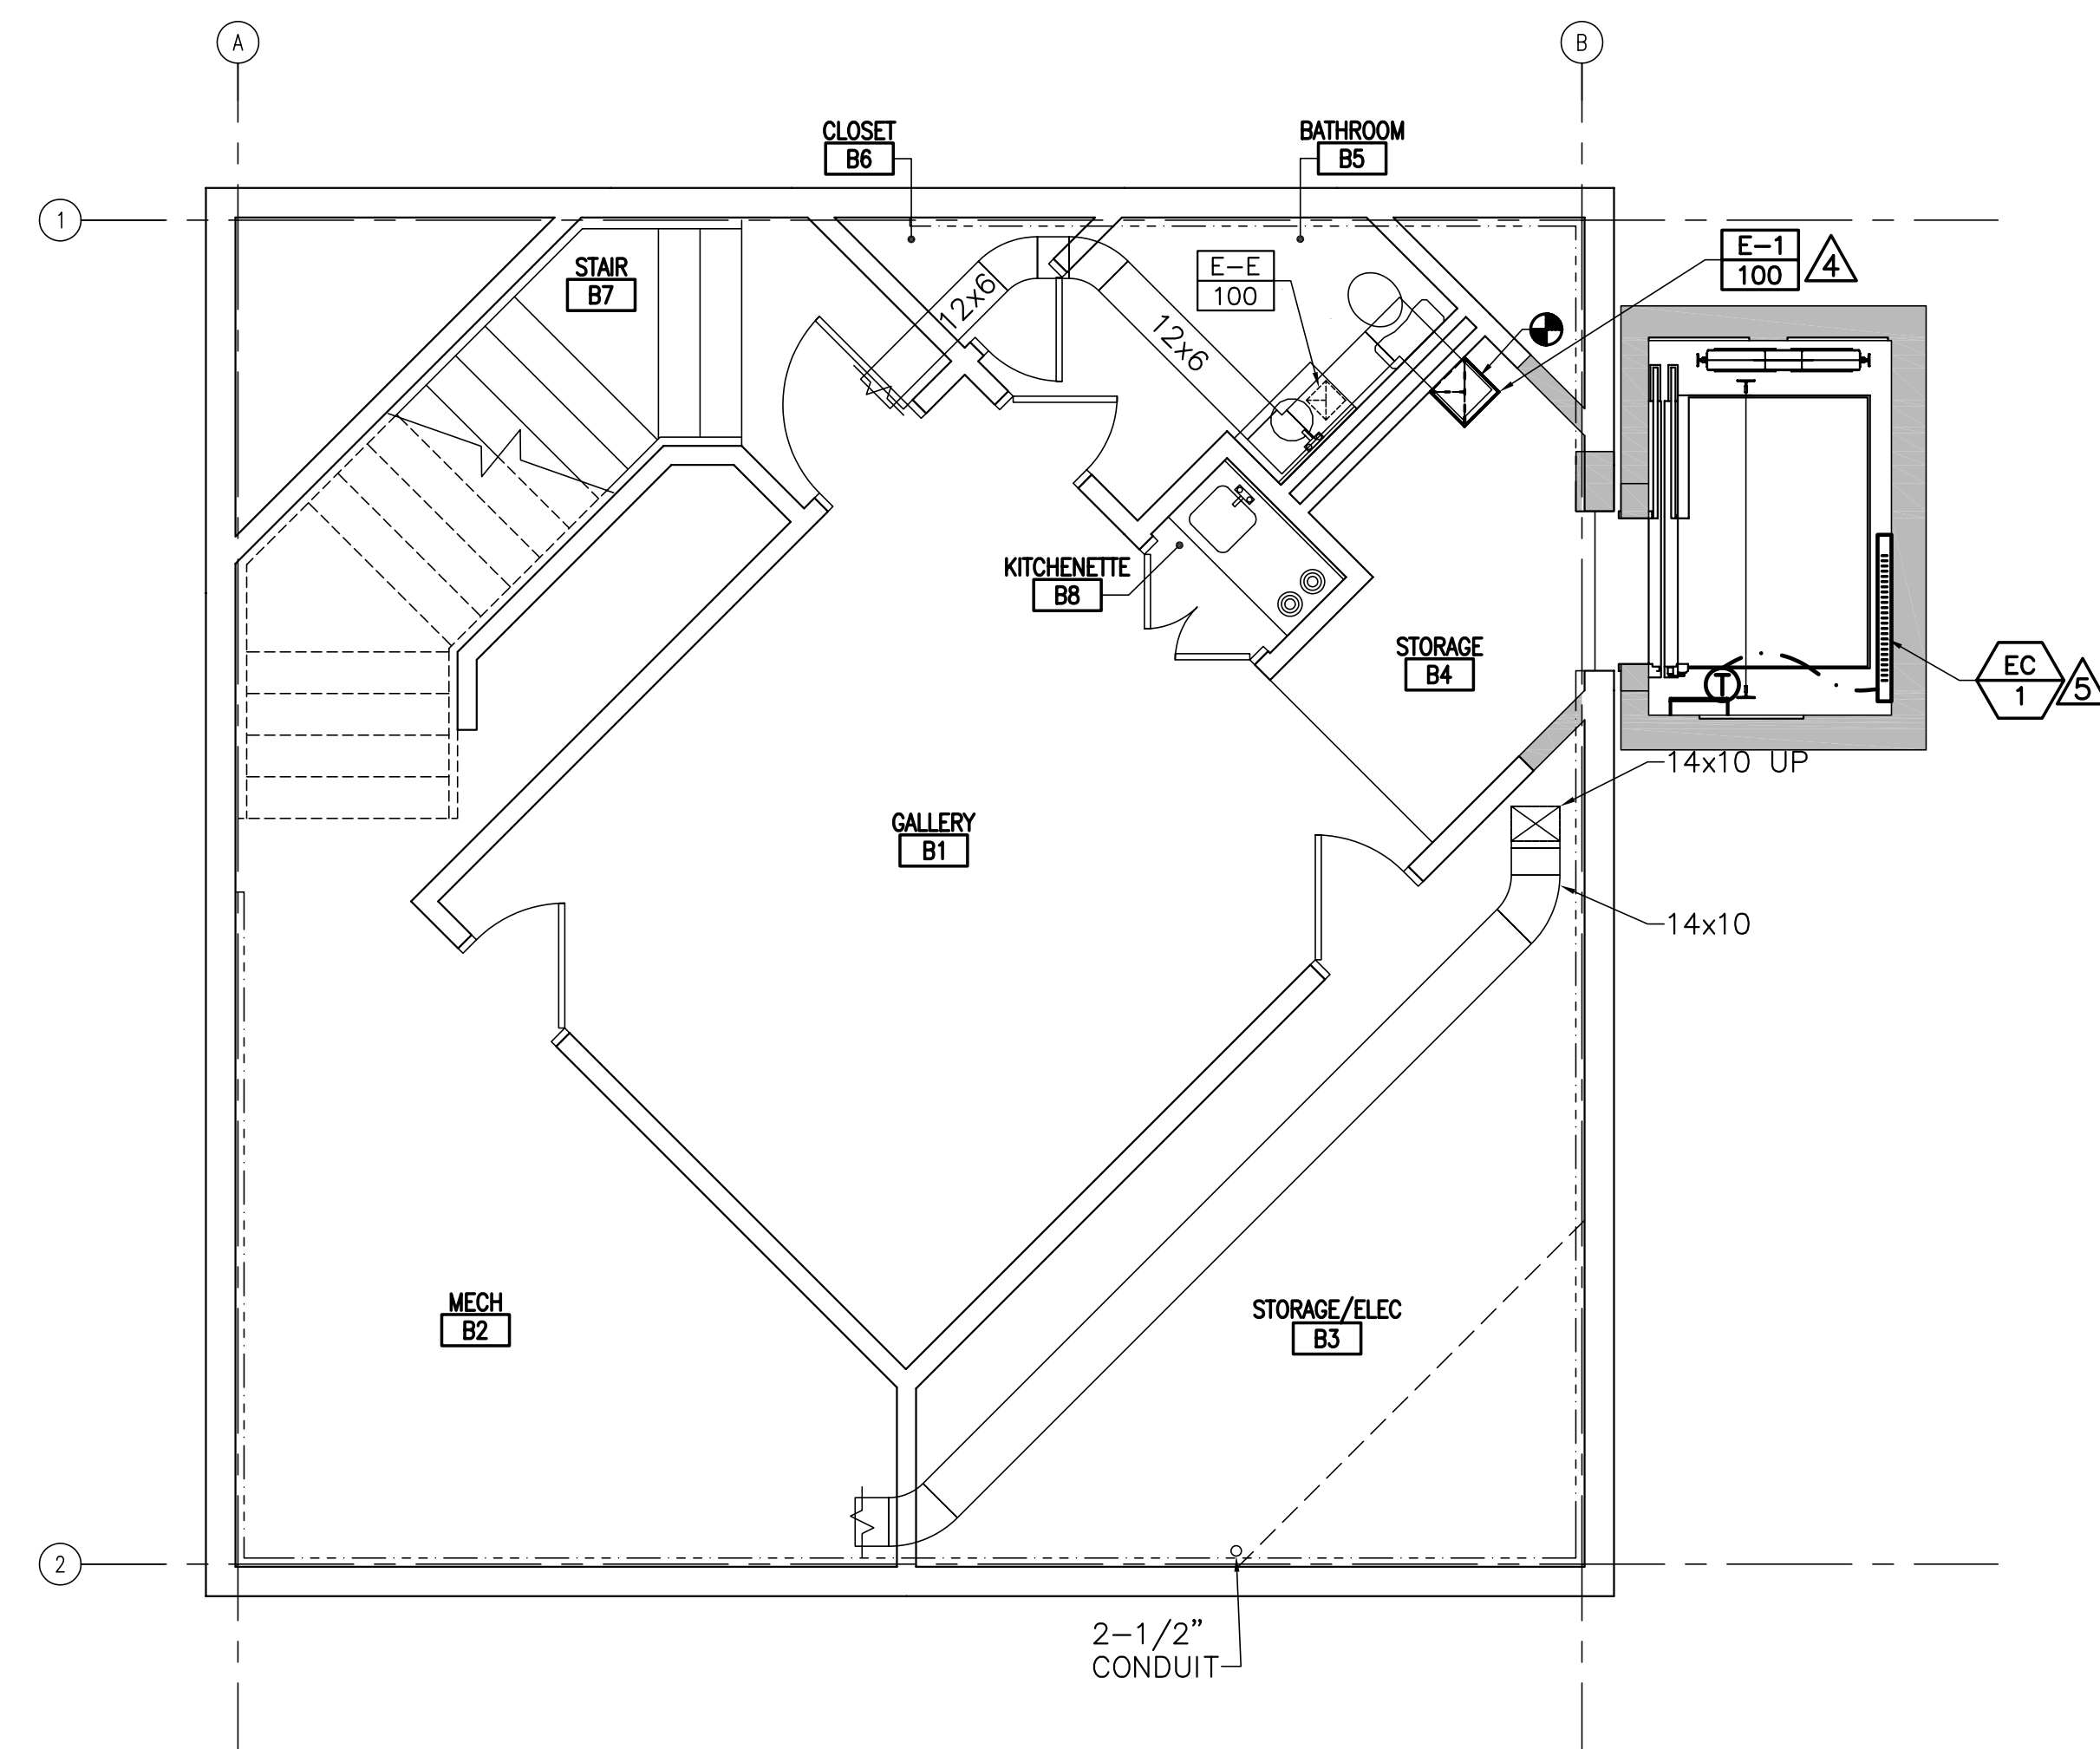 A
B
CLOSET
B6
BATHROOM
B5
1
STAIR
B7
12x6
12x6
E-E
100
E-1
100
4
KITCHENETTE
B8
STORAGE
B4
EC
1
5
T
14x10 UP
GALLERY
B1
14x10
MECH
B2
STORAGE/ELEC
B3
2
2-1/2"
CONDUIT